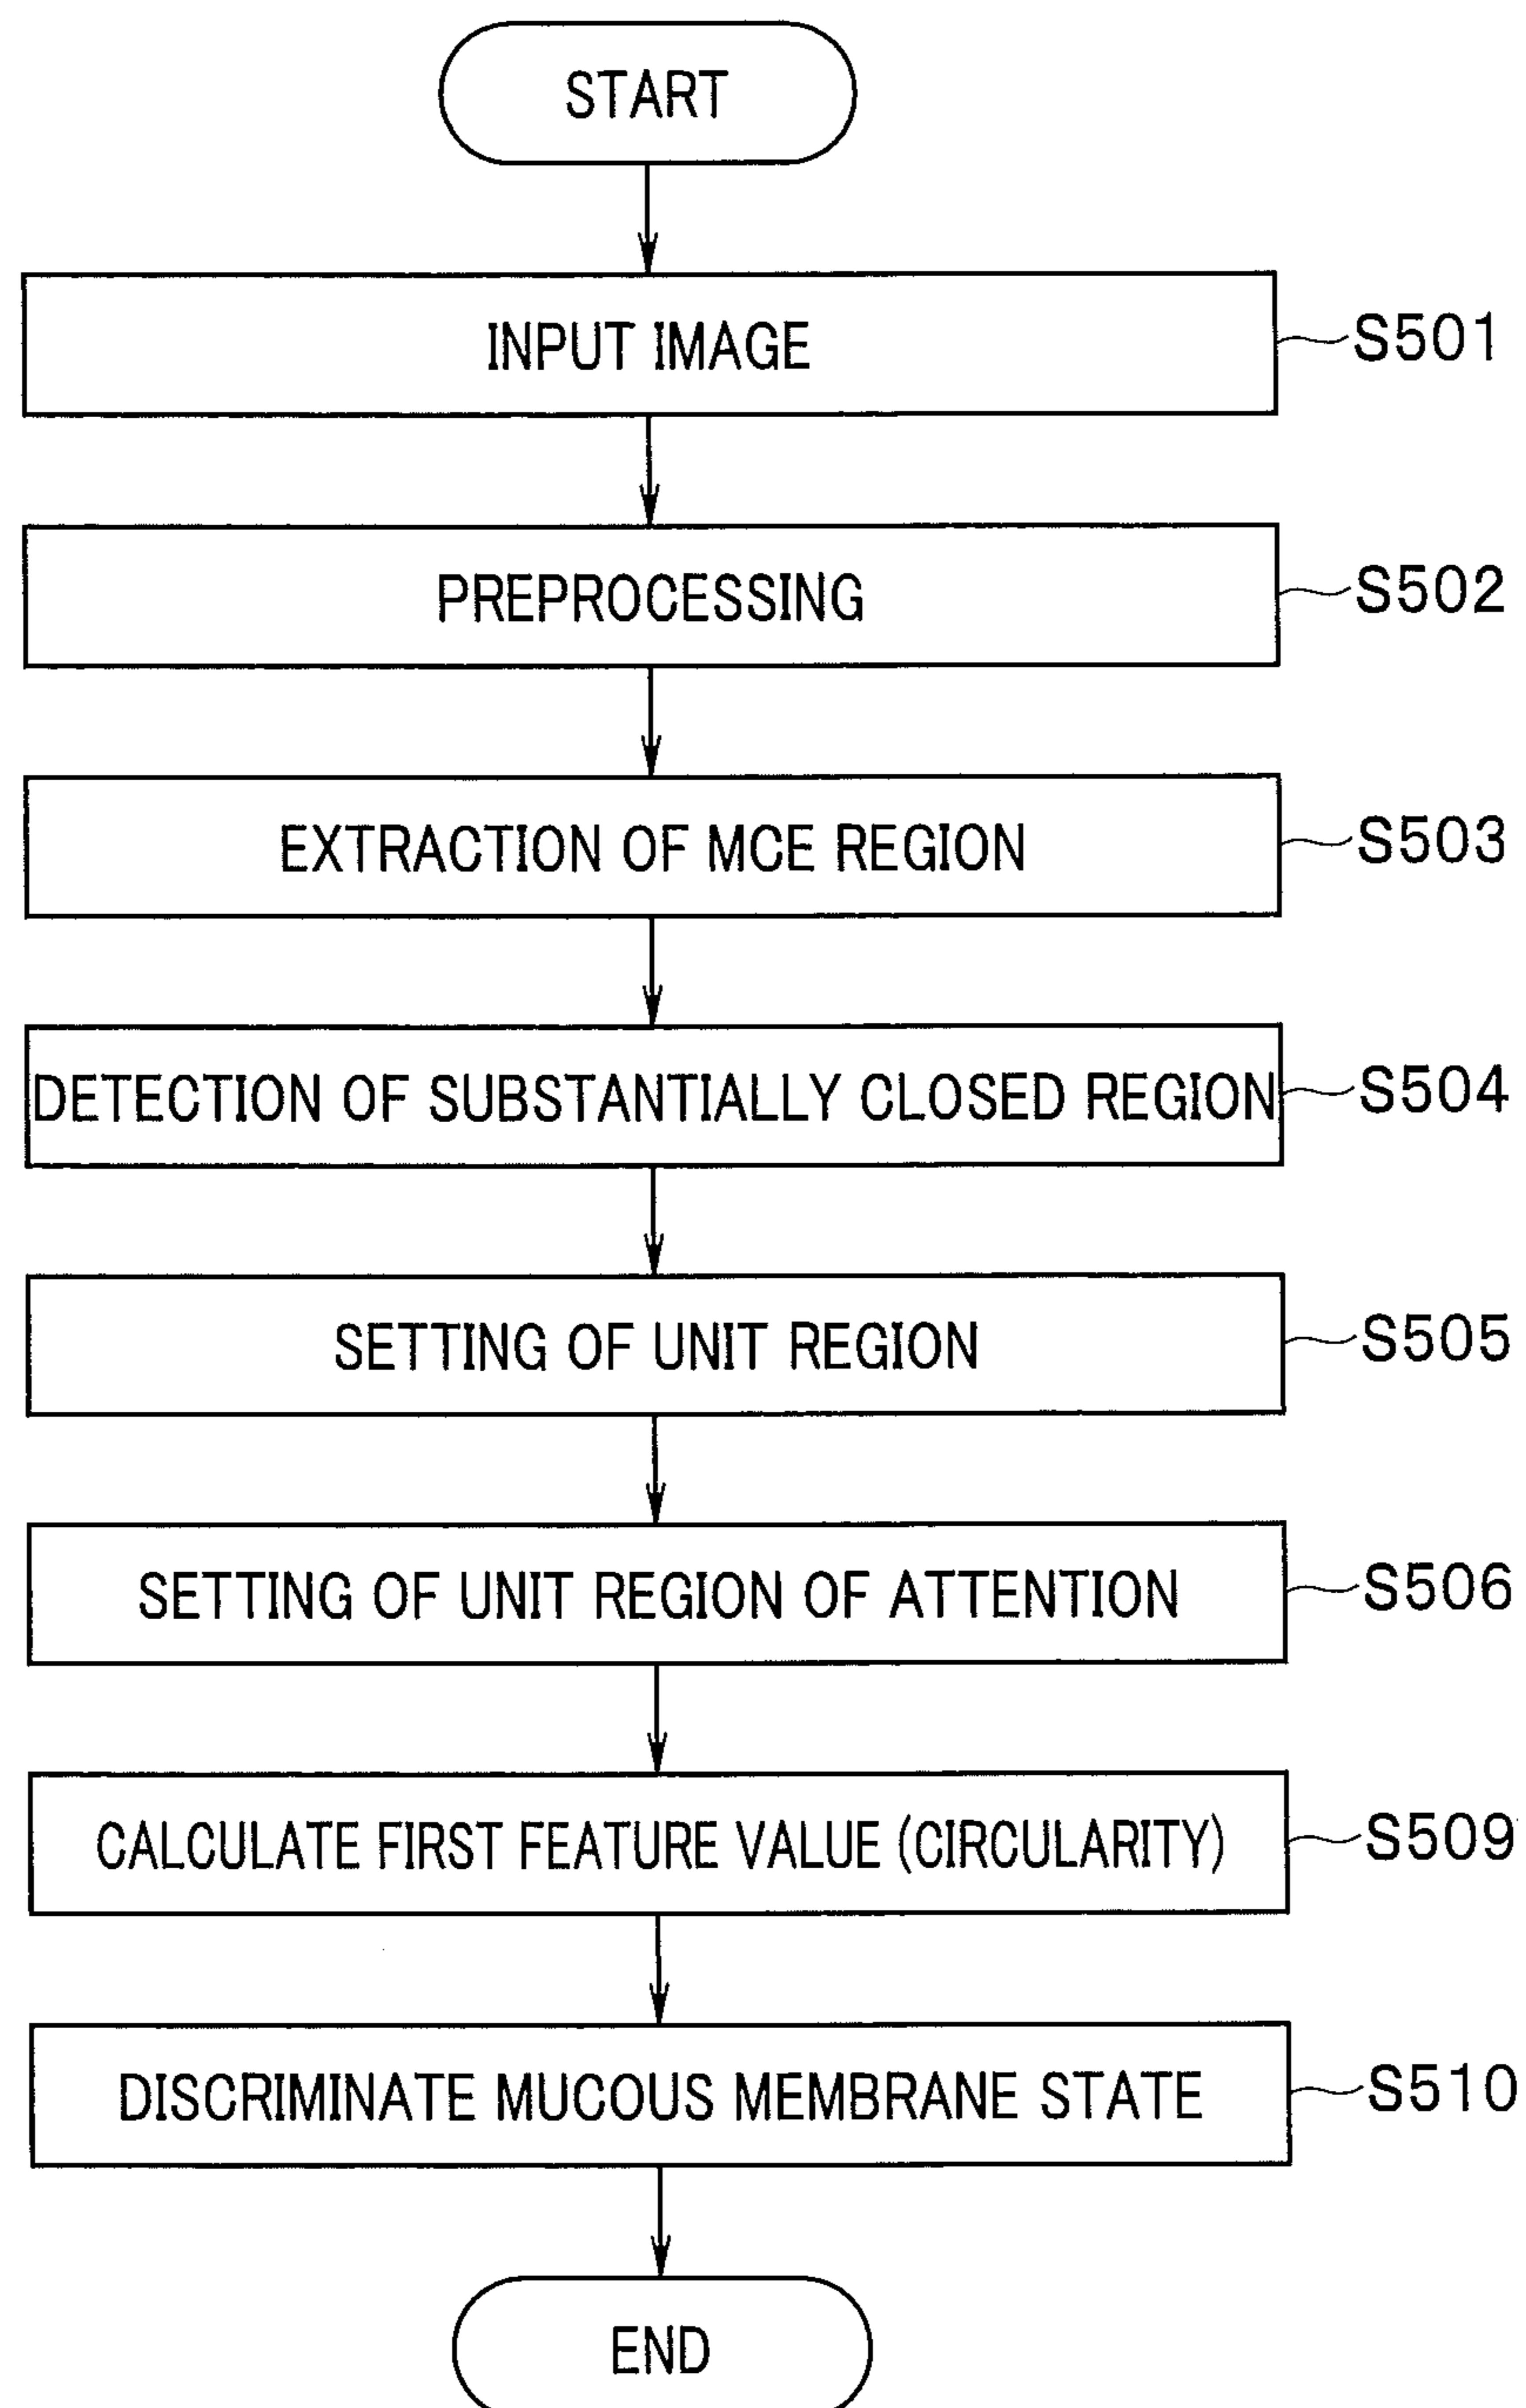 START
INPUT IMAGE S501
PREPROCESSING S502
EXTRACTION OF MCE REGION S503
DETECTION OF SUBSTANTIALLY CLOSED REGION S504
SETTING OF UNIT REGION S505
SETTING OF UNIT REGION OF ATTENTION S506
CALCULATE FIRST FEATURE VALUE (CIRCULARITY) S509
DISCRIMINATE MUCOUS MEMBRANE STATE S510
END